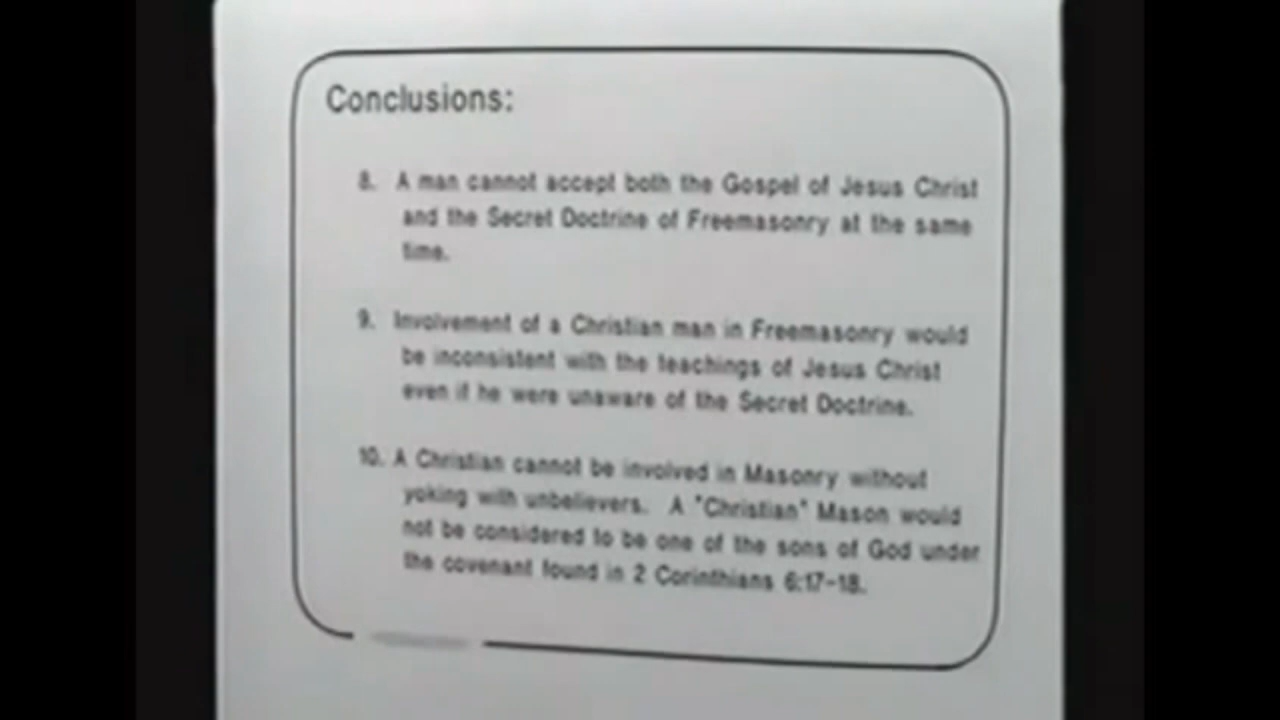 Conclusions:
8. A man cannot accept both the Gospel of Jesus Christ
and the Secret Doctrine of Freemasonry at the same
time.
9. Involvement of a Christian man in Freemasonry would
be inconsistent with the teachings of Jesus Christ
even if he were unaware of the Secret Doctrine.
10. A Christian cannot be involved in Masonry without
yoking with unbelievers. A "Christian" Mason would
not be considered to be one of the sons of God under
the covenant found in 2 Corinthians 6:17-18.